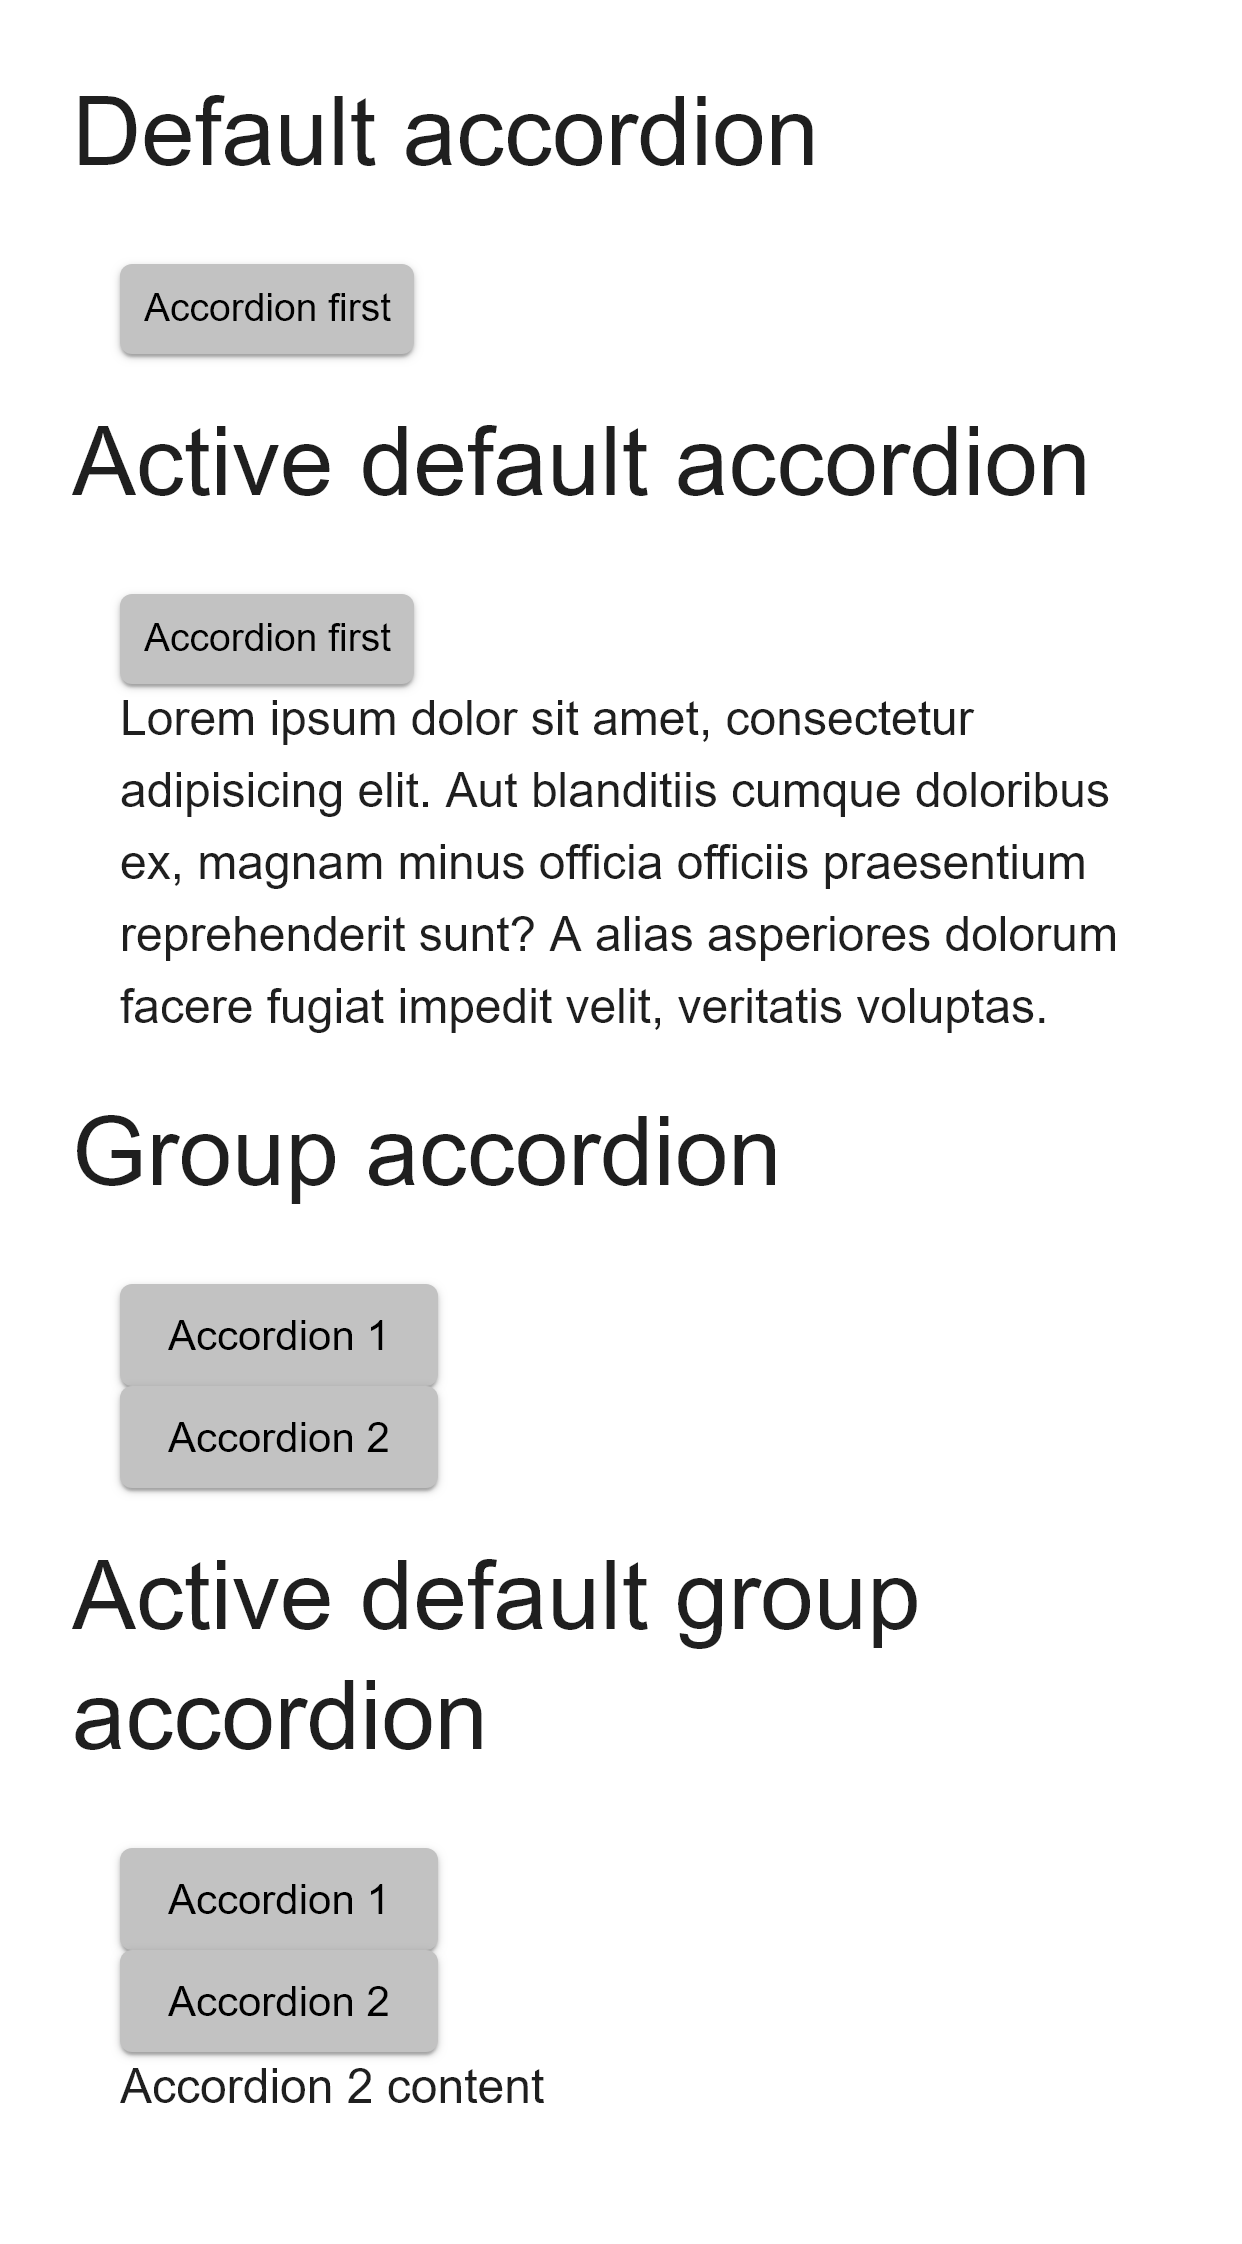 Default accordion
Accordion first
Active default accordion
Accordion first
Lorem ipsum dolor sit amet, consectetur
adipisicing elit. Aut blanditiis cumque doloribus
ex, magnam minus officia officiis praesentium
reprehenderit sunt? A alias asperiores dolorum
facere fugiat impedit velit, veritatis voluptas.
Group accordion
Accordion 1
Accordion 2
Active default group
accordion
Accordion 1
Accordion 2
Accordion 2 content